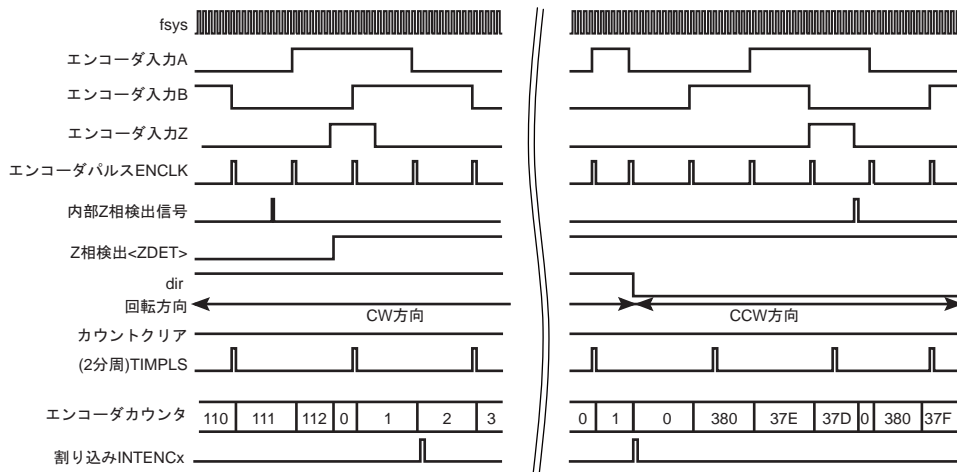 fsys
エンコーダ入力A
エンコーダ入力B
エンコーダ入力Z
エンコーダパルスENCLK
内部Z相検出信号
Z相検出<ZDET>
dir
回転方向
CW方向
CCW方向
カウントクリア
(2分周)TIMPLS
エンコーダカウンタ 110 111 112 0 1 2 3 0 1 0 380 37E 37D 0 380 37F
割り込みINTENCx